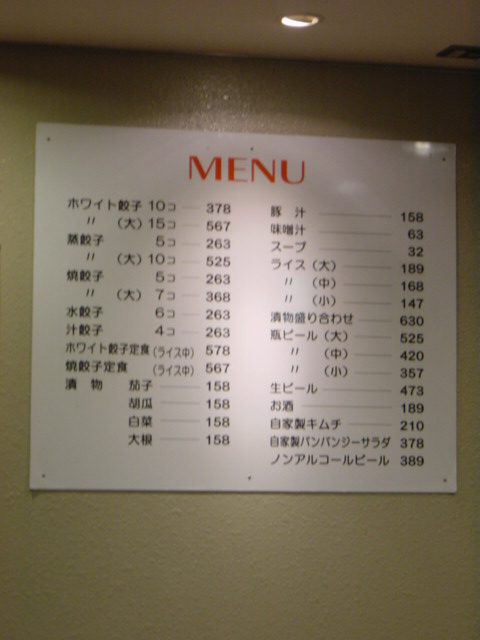 MENU
ホワイト餃子 10コ 378
〃 (大) 15コ 567
蒸餃子 5コ 263
〃 (大) 10コ 525
焼餃子 5コ 263
〃 (大) 7コ 368
水餃子 6コ 263
汁餃子 4コ 263
ホワイト餃子定食 (ライス中) 578
焼餃子定食 (ライス中) 567
漬物 茄子 158
胡瓜 158
白菜 158
大根 158
豚汁 158
味噌汁 63
スープ 32
ライス (大) 189
〃 (中) 168
〃 (小) 147
漬物盛り合わせ 630
瓶ビール (大) 525
〃 (中) 420
〃 (小) 357
生ビール 473
お酒 189
自家製キムチ 210
自家製バンバンジーサラダ 378
ノンアルコールビール 389